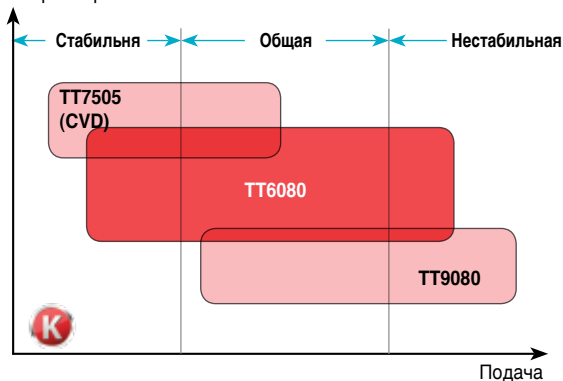 Стабильня
Общая
Нестабильная
TT7505
(CVD)
TT6080
TT9080
K
Подача